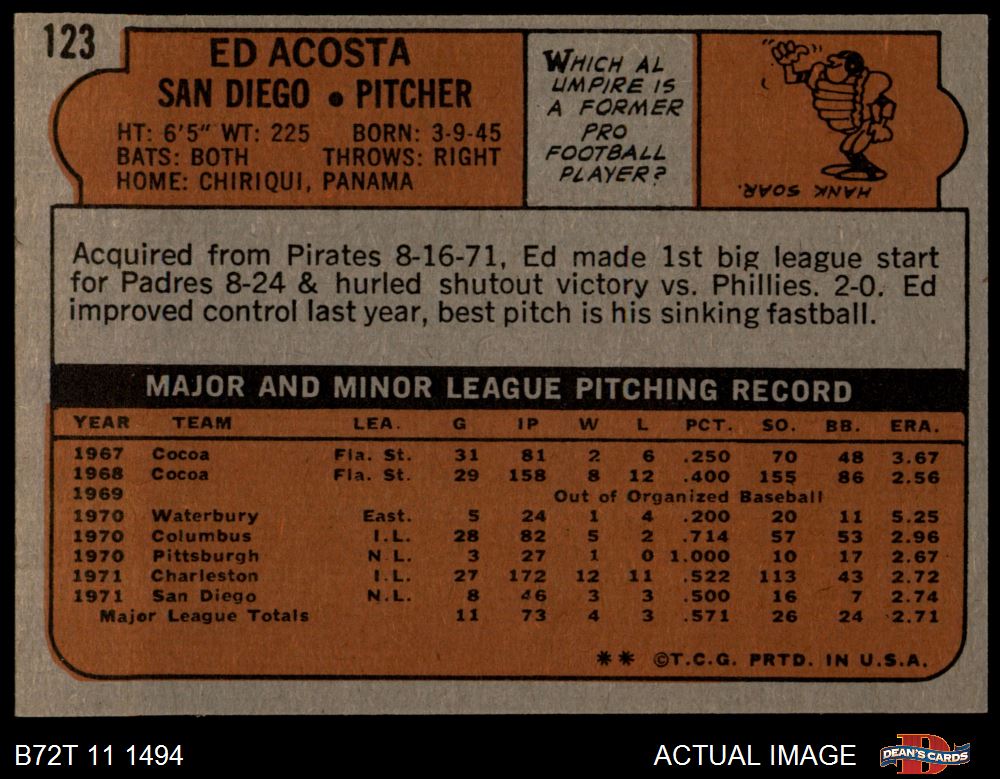 123
ED ACOSTA
SAN DIEGO • PITCHER
HT: 6'5" WT: 225 BORN: 3-9-45
BATS: BOTH THROWS: RIGHT
HOME: CHIRIQUI, PANAMA
WHICH AL
UMPIRE IS
A FORMER
PRO
FOOTBALL
PLAYER?
HANK SOAR.
Acquired from Pirates 8-16-71, Ed made 1st big league start
for Padres 8-24 & hurled shutout victory vs. Phillies. 2-0. Ed
improved control last year, best pitch is his sinking fastball.
MAJOR AND MINOR LEAGUE PITCHING RECORD
YEAR TEAM LEA. G IP W L PCT. SO. BB. ERA.
1967 Cocoa Fla. St. 31 81 2 6 .250 70 48 3.67
1968 Cocoa Fla. St. 29 158 8 12 .400 155 86 2.56
1969 Out of Organized Baseball
1970 Waterbury East. 5 24 1 4 .200 20 11 5.25
1970 Columbus I.L. 28 82 5 2 .714 57 53 2.96
1970 Pittsburgh N.L. 3 27 1 0 1.000 10 17 2.67
1971 Charleston I.L. 27 172 12 11 .522 113 43 2.72
1971 San Diego N.L. 8 46 3 3 .500 16 7 2.74
Major League Totals 11 73 4 3 .571 26 24 2.71
** ©T.C.G. PRTD. IN U.S.A.
B72T 11 1494 ACTUAL IMAGE DEAN'S CARDS